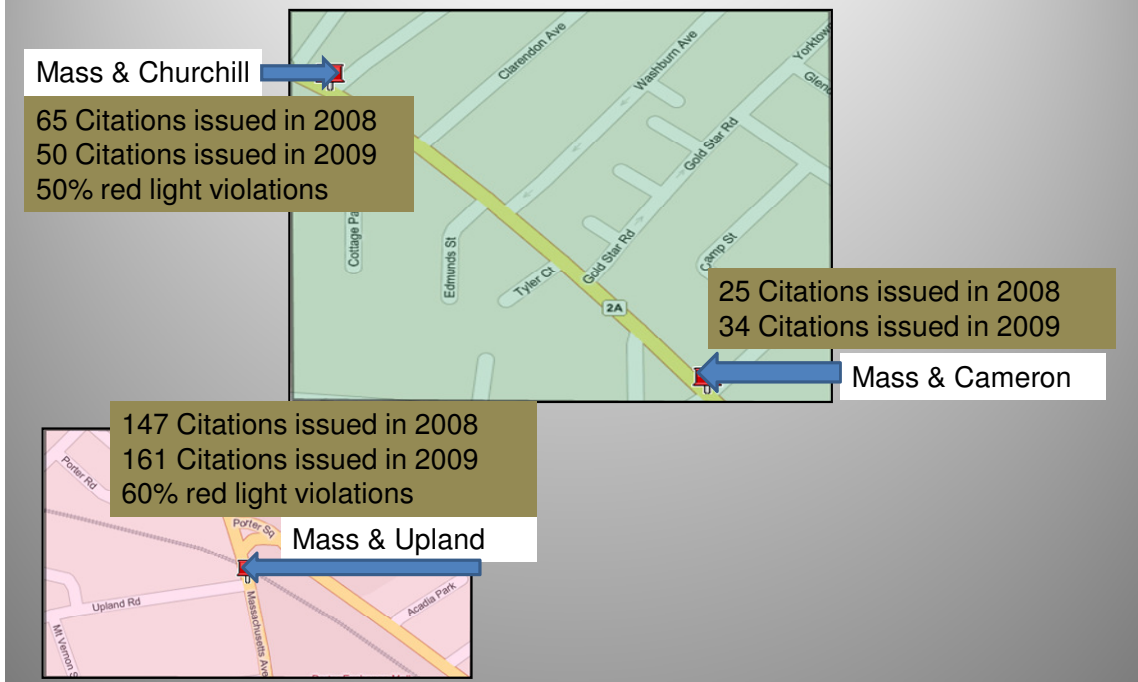 Mass & Churchill
65 Citations issued in 2008
50 Citations issued in 2009
50% red light violations
Clarendon Ave
Washburn Ave
Yorktown
Gold Star Rd
Cottage
Edmunds St
Tyler Ct
Gold Star Rd
Camp St
2A
25 Citations issued in 2008
34 Citations issued in 2009
Mass & Cameron
147 Citations issued in 2008
161 Citations issued in 2009
60% red light violations
Mass & Upland
Porter Rd
Porter Sq
Upland Rd
Massachusetts Ave
Acadia Park
Mt Vernon S